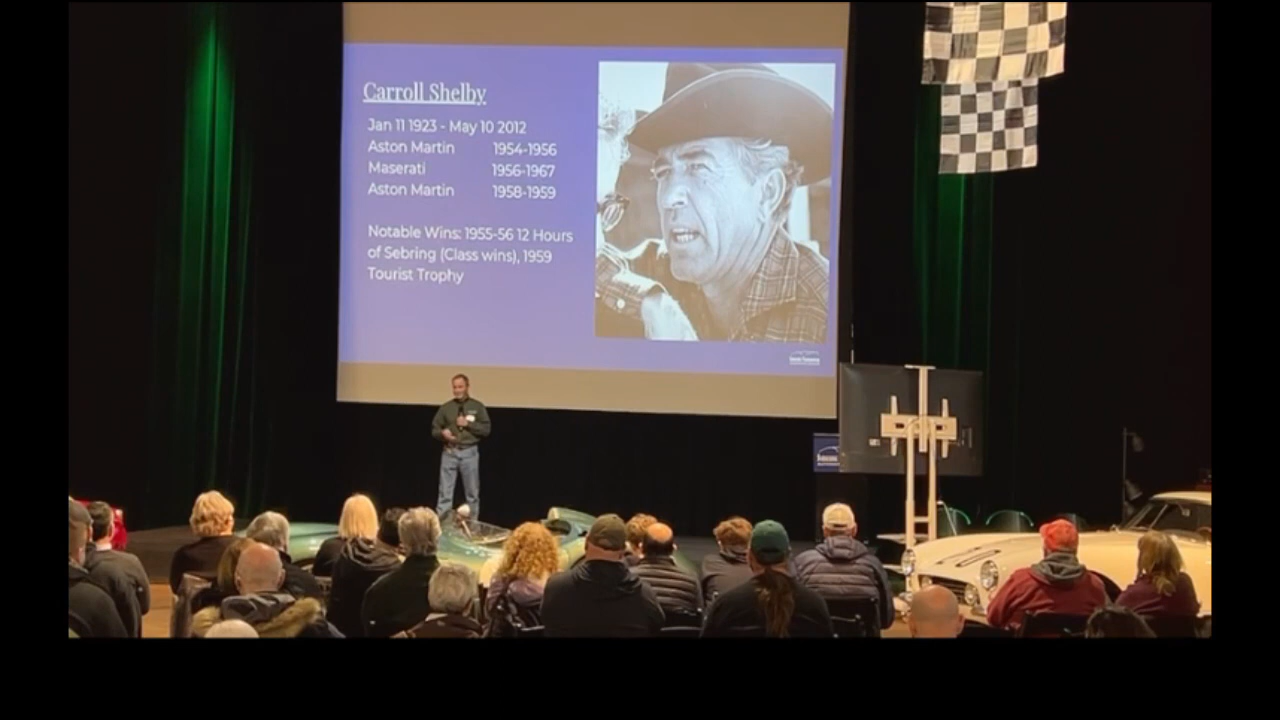 Carroll Shelby
Jan 11 1923 - May 10 2012
Aston Martin 1954-1956
Maserati 1956-1967
Aston Martin 1958-1959
Notable Wins: 1955-56 12 Hours
of Sebring (Class wins), 1959
Tourist Trophy